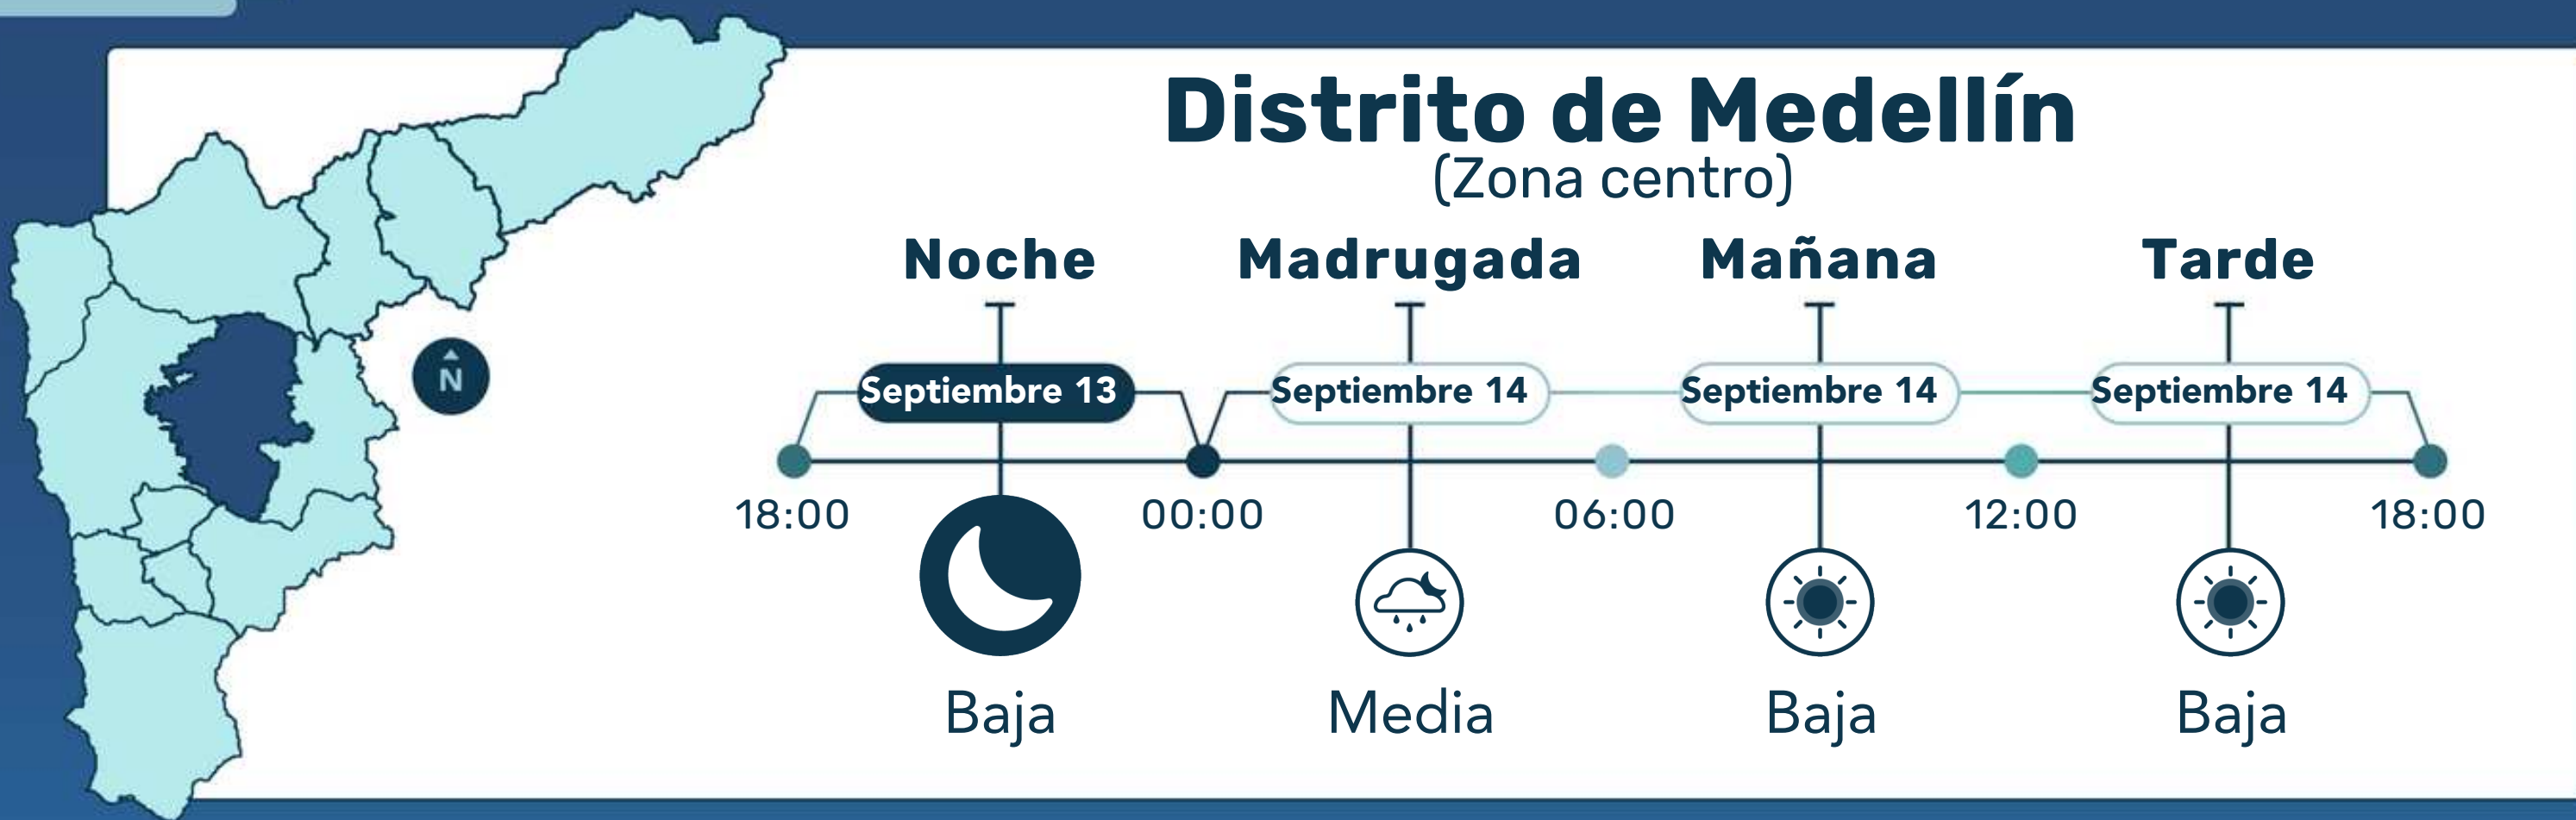 Distrito de Medellín
(Zona centro)
Noche Madrugada Mañana Tarde
Septiembre 13 Septiembre 14 Septiembre 14 Septiembre 14
N
18:00 00:00 06:00 12:00 18:00
Baja Media Baja Baja